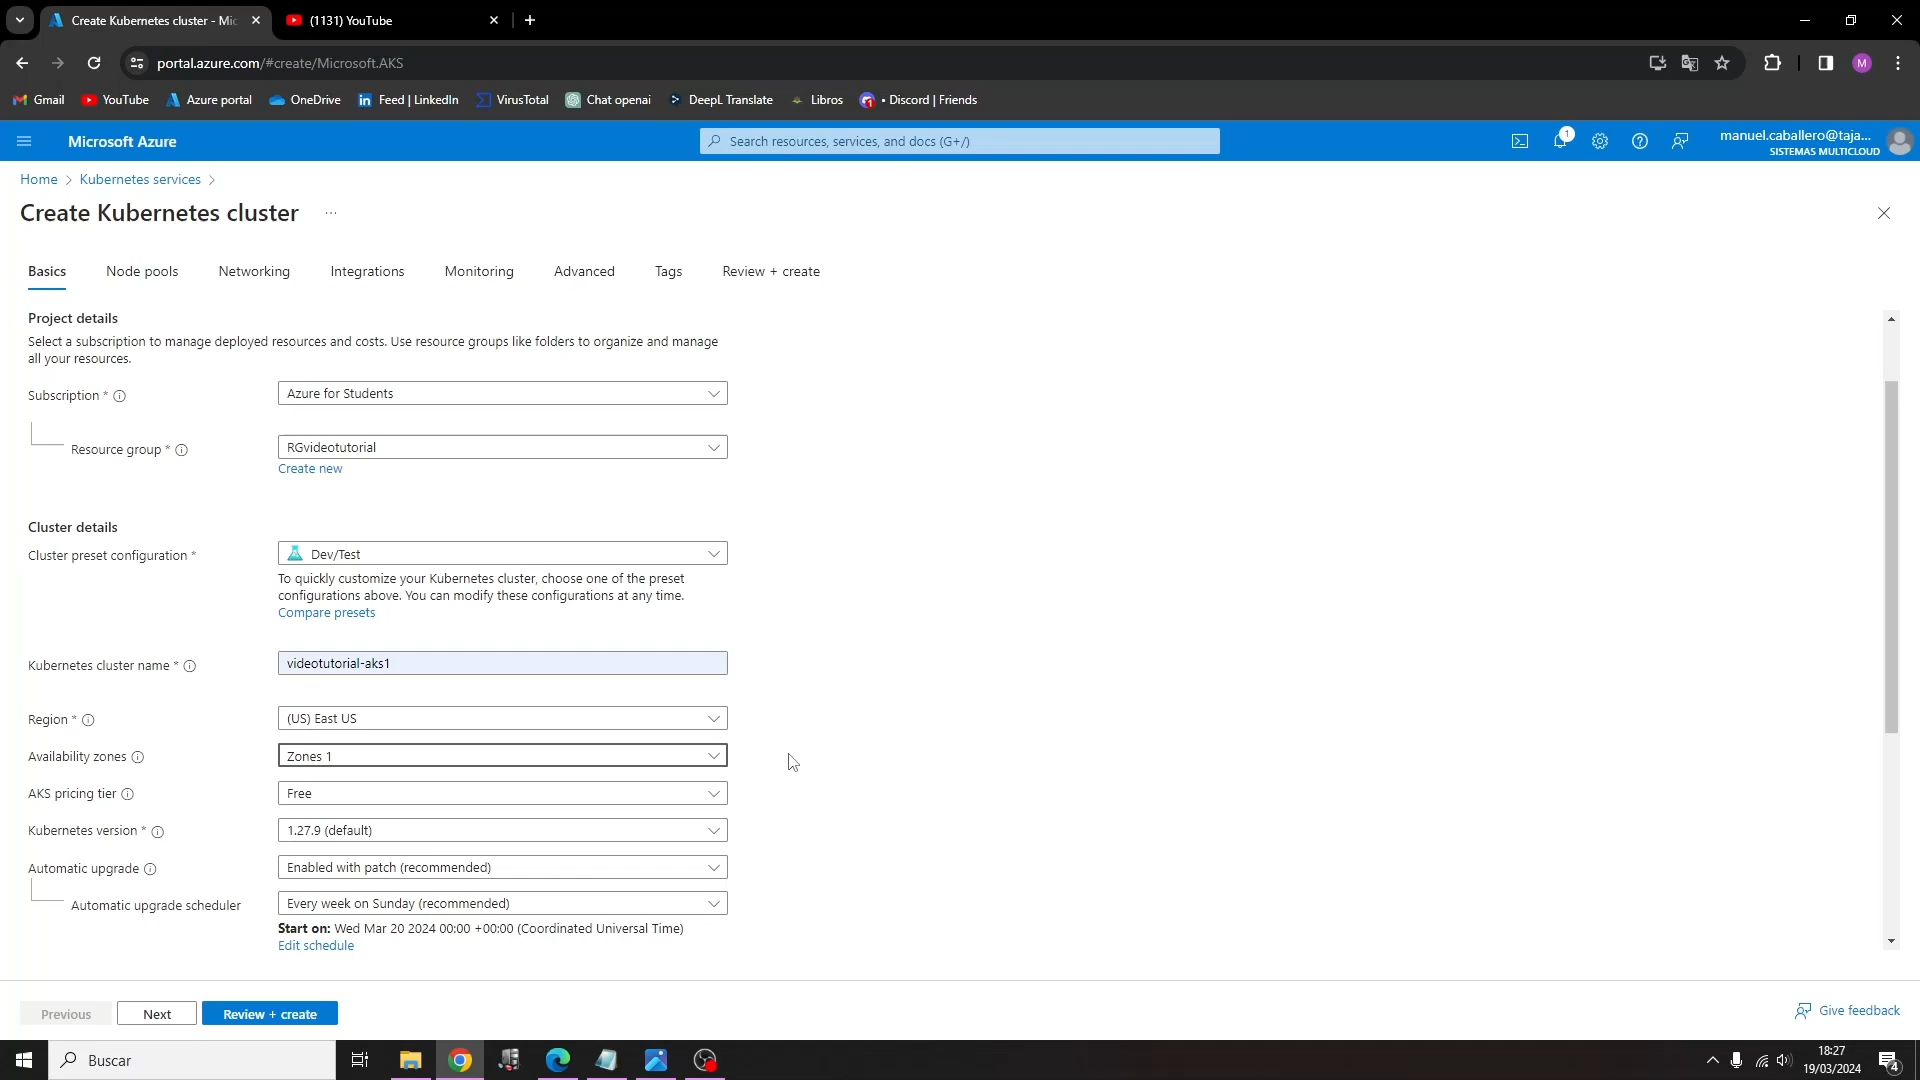 Create Kubernetes cluster - Mic
(1131) YouTube
portal.azure.com/#create/Microsoft.AKS
M
Gmail
YouTube
Azure portal
OneDrive
Feed | LinkedIn
VirusTotal
Chat openai
DeepL Translate
Libros
• Discord | Friends
Microsoft Azure
Search resources, services, and docs (G+/)
1
manuel.caballero@taja...
SISTEMAS MULTICLOUD
Home > Kubernetes services >
Create Kubernetes cluster ...
Basics
Node pools
Networking
Integrations
Monitoring
Advanced
Tags
Review + create
Project details
Select a subscription to manage deployed resources and costs. Use resource groups like folders to organize and manage
all your resources.
Subscription *
Azure for Students
Resource group *
RGvideotutorial
Create new
Cluster details
Cluster preset configuration *
Dev/Test
To quickly customize your Kubernetes cluster, choose one of the preset
configurations above. You can modify these configurations at any time.
Compare presets
Kubernetes cluster name *
videotutorial-aks1
Region *
(US) East US
Availability zones
Zones 1
AKS pricing tier
Free
Kubernetes version *
1.27.9 (default)
Automatic upgrade
Enabled with patch (recommended)
Automatic upgrade scheduler
Every week on Sunday (recommended)
Start on: Wed Mar 20 2024 00:00 +00:00 (Coordinated Universal Time)
Edit schedule
Previous
Next
Review + create
Give feedback
Buscar
18:27
19/03/2024
4